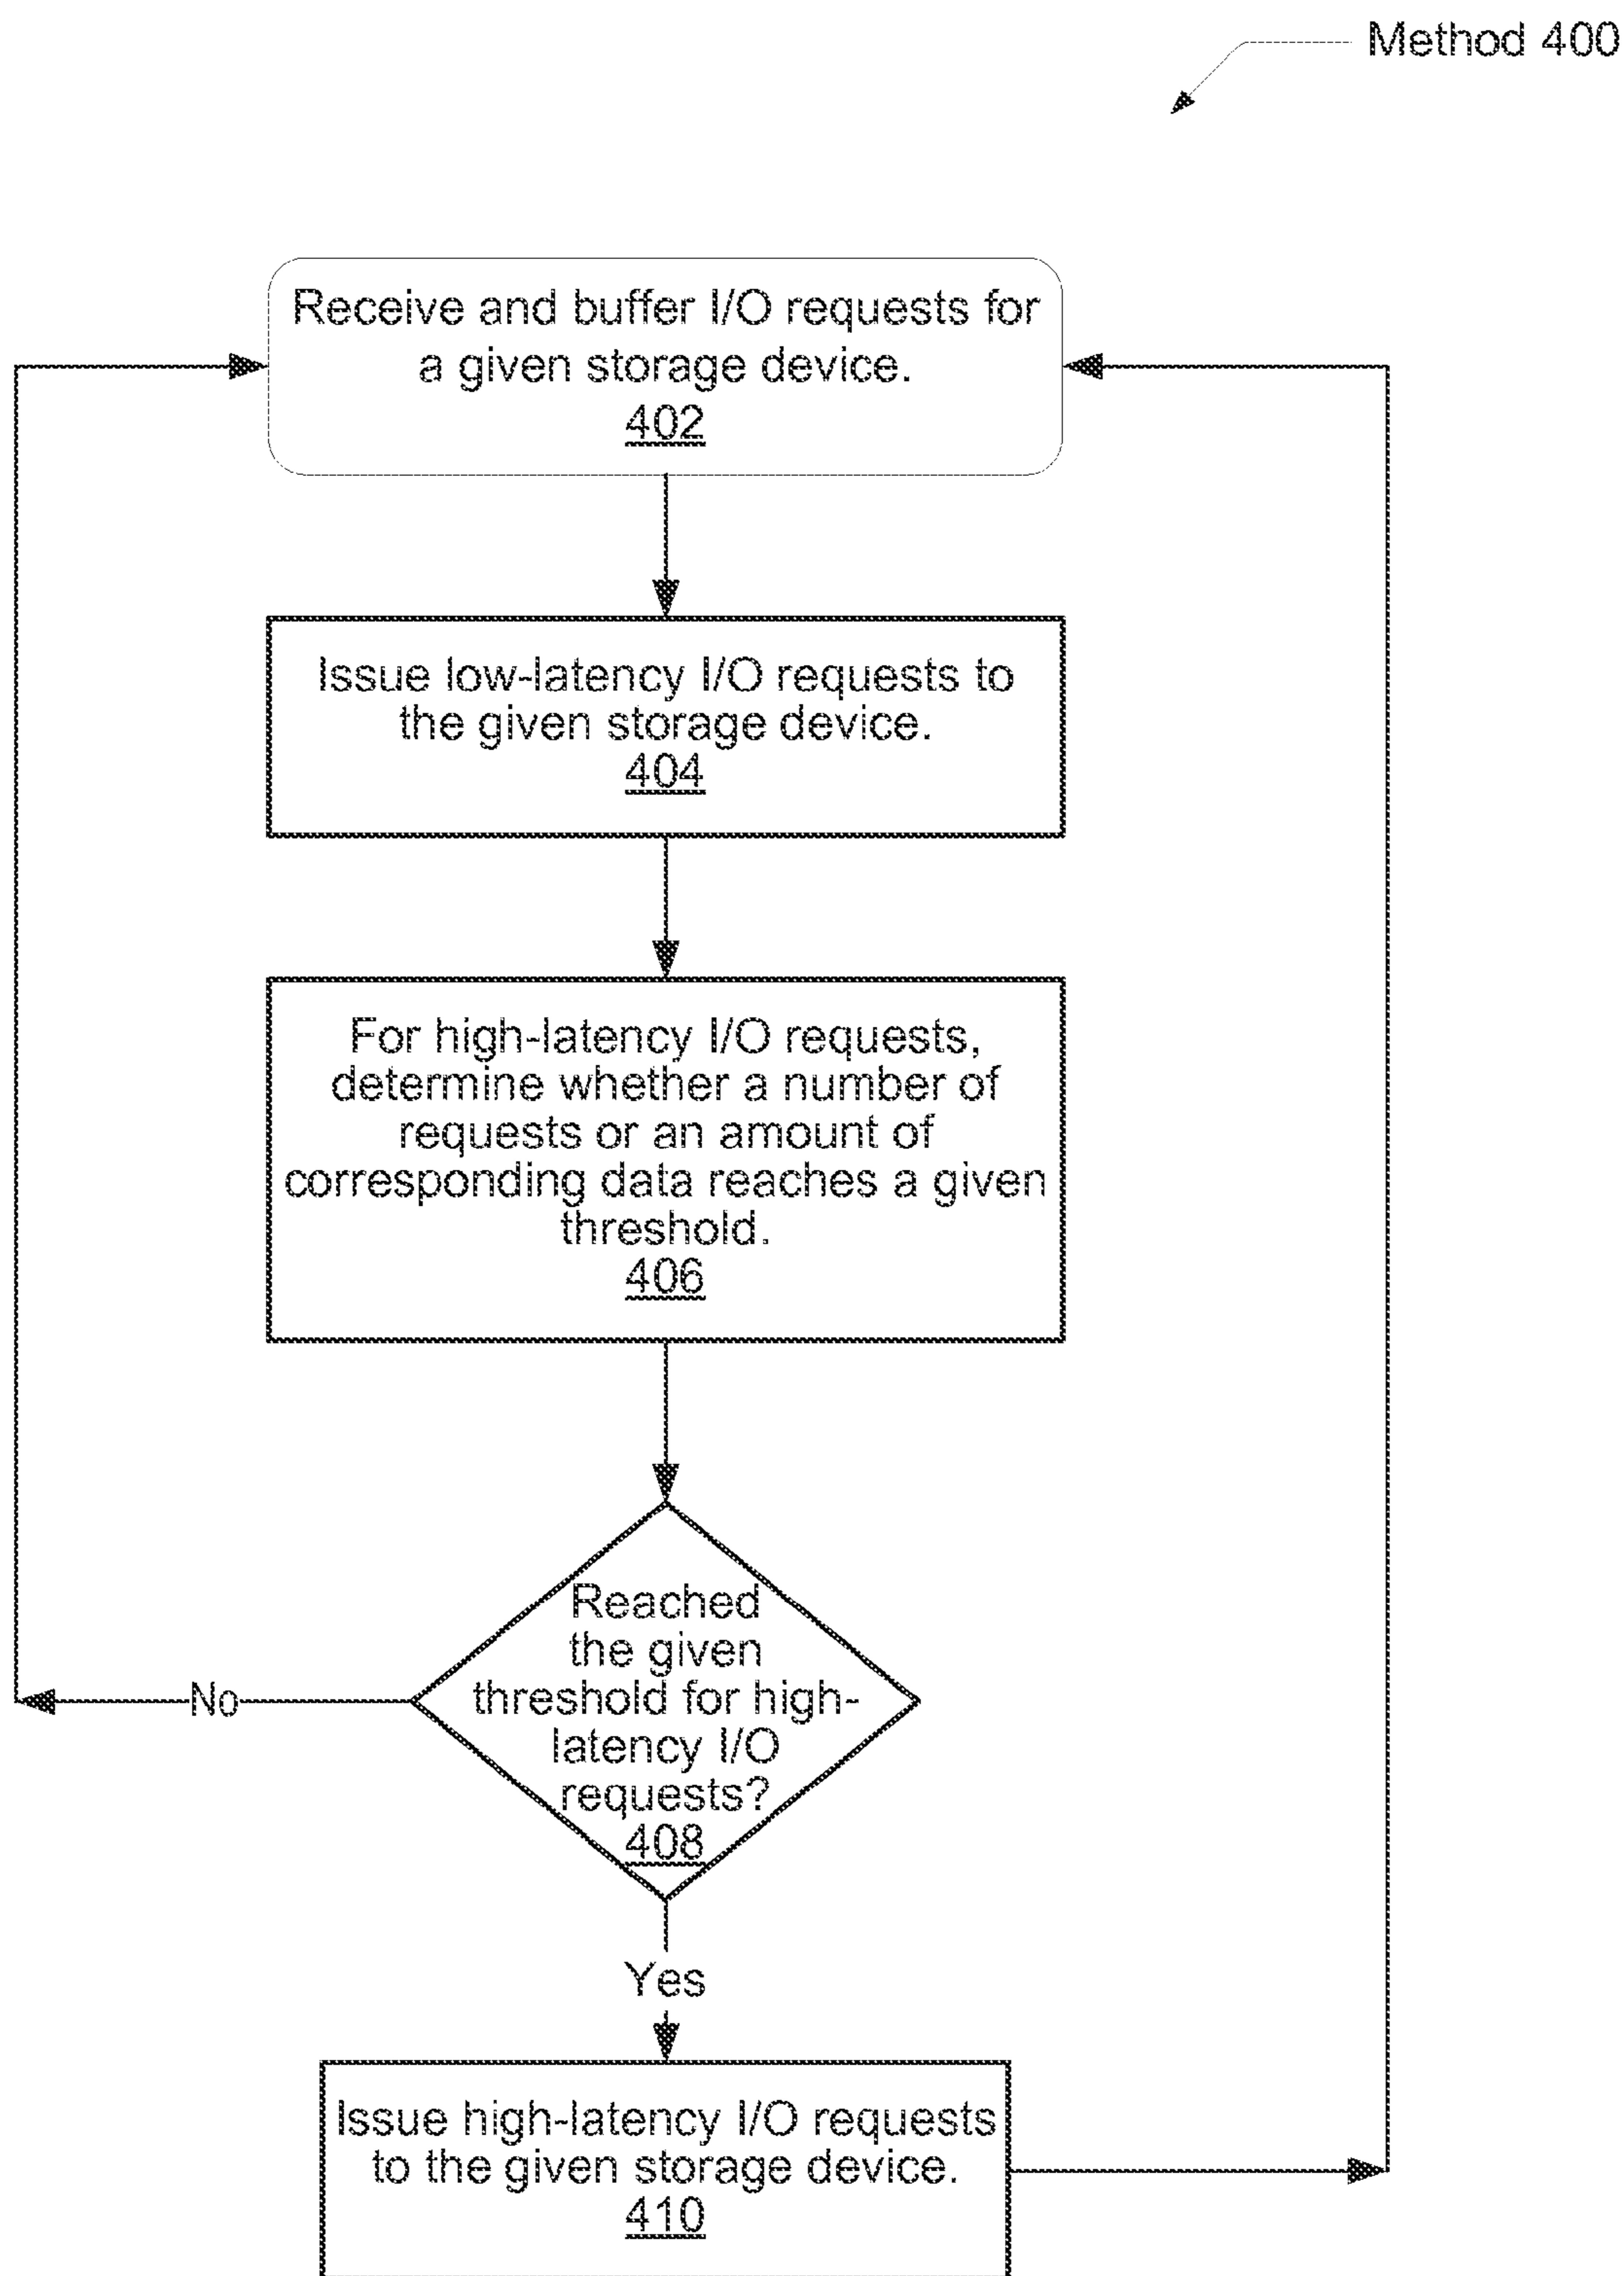 Method 400
Receive and buffer I/O requests for
a given storage device.
402
Issue low-latency I/O requests to
the given storage device.
404
For high-latency I/O requests,
determine whether a number of
requests or an amount of
corresponding data reaches a given
threshold.
406
Reached
the given
threshold for high-
latency I/O
requests?
408
No
Yes
Issue high-latency I/O requests
to the given storage device.
410